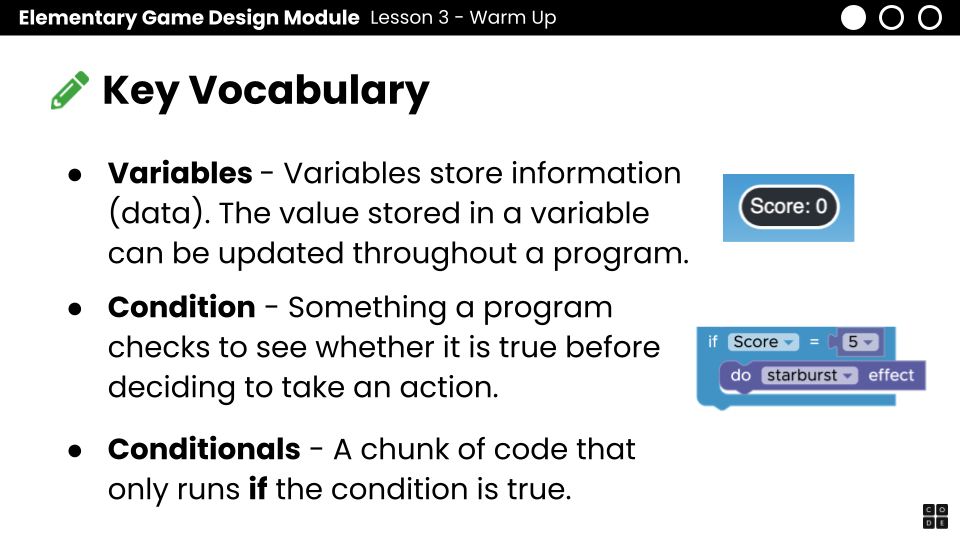 Elementary Game Design Module Lesson 3 - Warm Up
Key Vocabulary
● Variables - Variables store information
(data). The value stored in a variable
can be updated throughout a program.
Score: 0
● Condition - Something a program
checks to see whether it is true before
deciding to take an action.
if Score = 5
do starburst effect
● Conditionals - A chunk of code that
only runs if the condition is true.
C O
D E